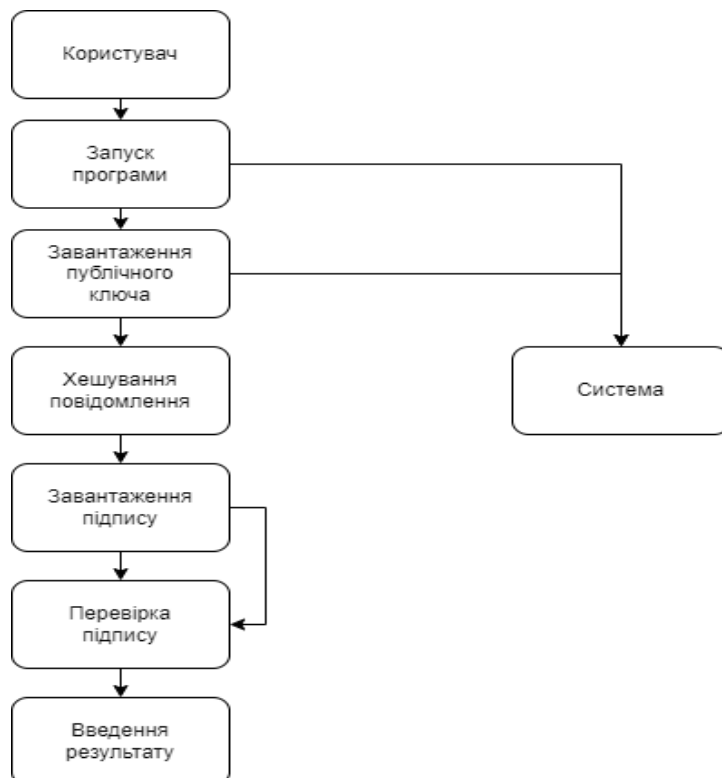 Користувач
Запуск
програми
Завантаження
публічного
ключа
Хешування
повідомлення
Система
Завантаження
підпису
Перевірка
підпису
Введення
результату